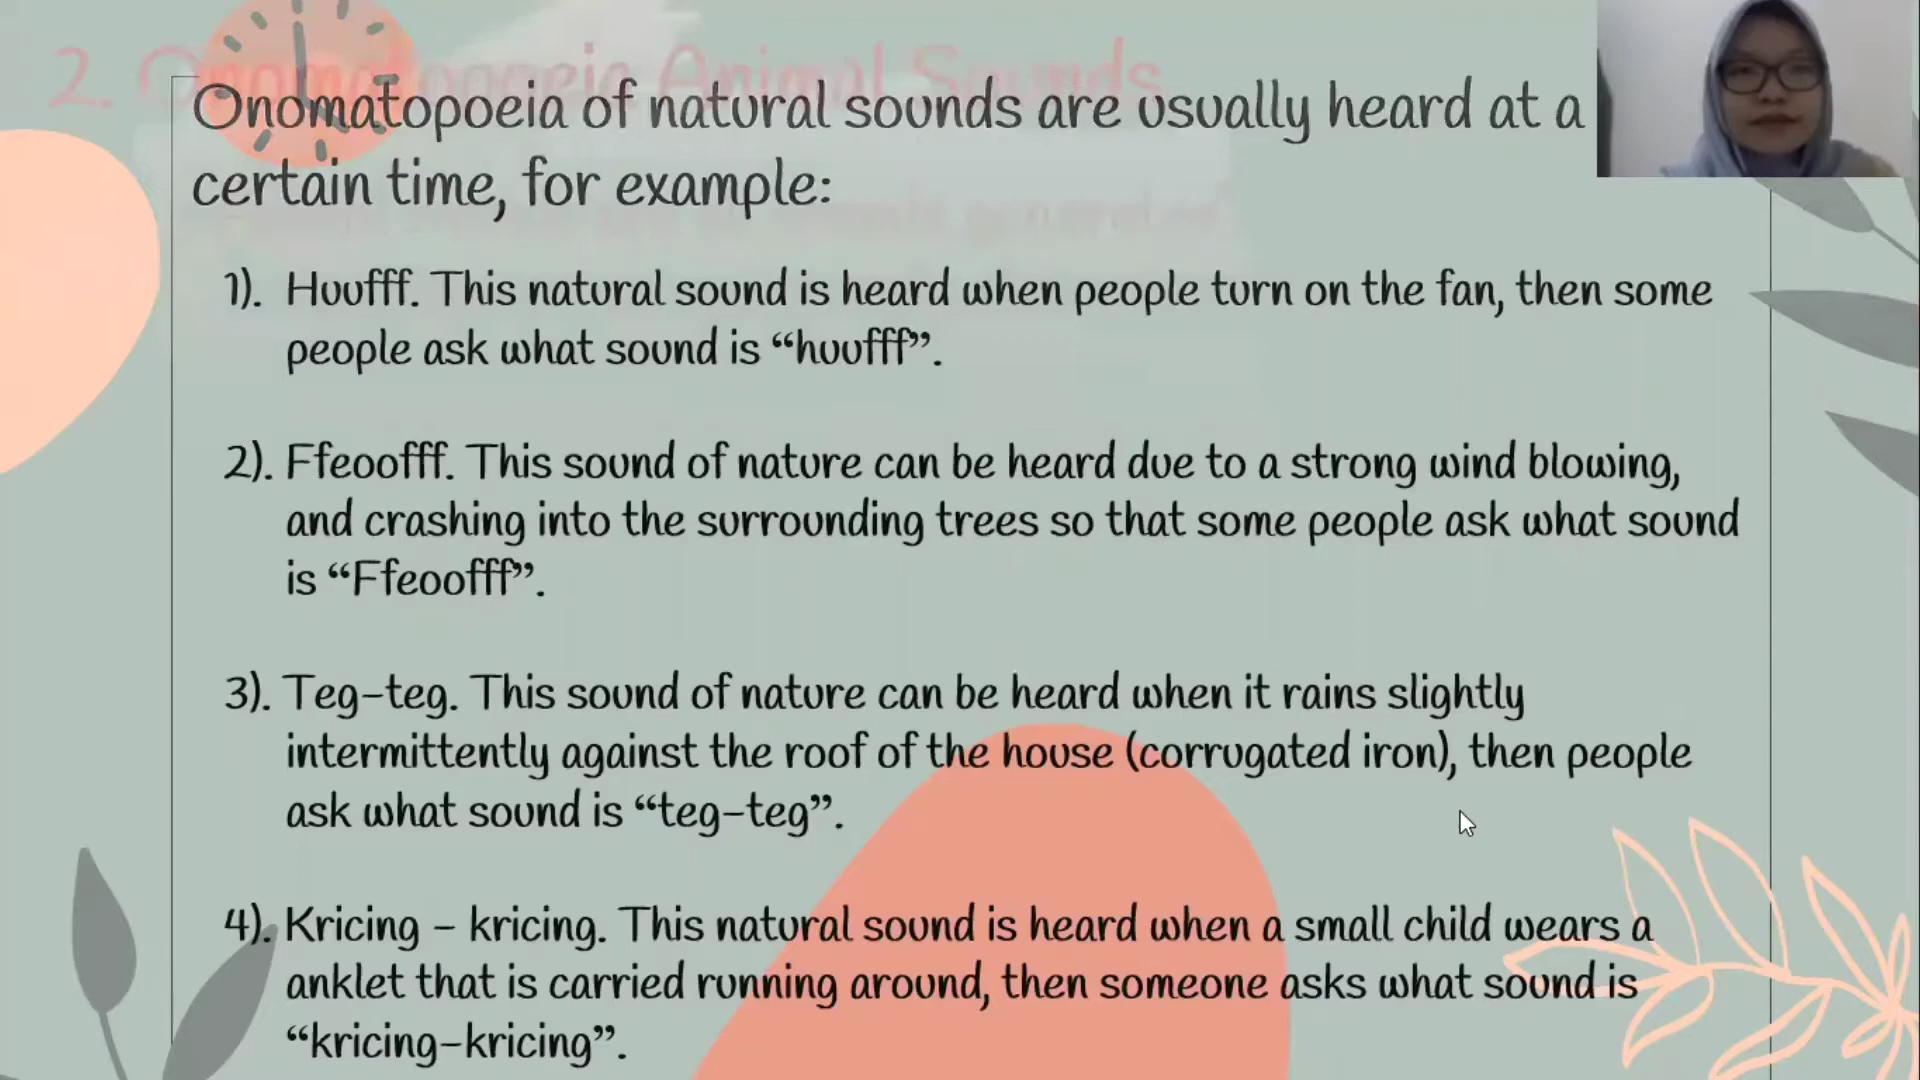 2. Onomatopoeia Animal Sounds
Onomatopoeia of natural sounds are usually heard at a
certain time, for example:
1). Huufff. This natural sound is heard when people turn on the fan, then some
people ask what sound is “huufff”.
2). Ffeoofff. This sound of nature can be heard due to a strong wind blowing,
and crashing into the surrounding trees so that some people ask what sound
is “Ffeoofff”.
3). Teg-teg. This sound of nature can be heard when it rains slightly
intermittently against the roof of the house (corrugated iron), then people
ask what sound is “teg-teg”.
4). Kricing - kricing. This natural sound is heard when a small child wears a
anklet that is carried running around, then someone asks what sound is
“kricing-kricing”.